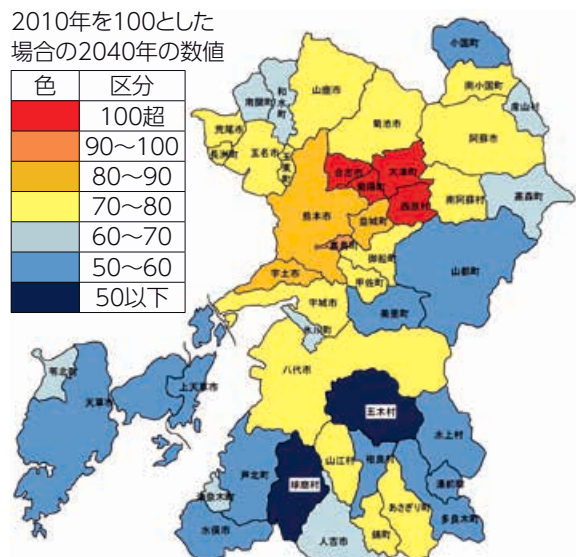 2010年を100とした
場合の2040年の数値
色 区分
100超
90〜100
80〜90
70〜80
60〜70
50〜60
50以下
小国町
南小国町
産山村
和水町
南関町
山鹿市
菊池市
阿蘇市
荒尾市
長洲町
玉名市
玉東町
合志市
菊陽町
大津町
西原村
南阿蘇村
高森町
熊本市
益城町
嘉島町
御船町
山都町
宇土市
甲佐町
宇城市
美里町
氷川町
八代市
苓北町
天草市
上天草市
五木村
水上村
芦北町
球磨村
山江村
相良村
湯前町
津奈木町
あさぎり町
多良木町
水俣市
錦町
人吉市